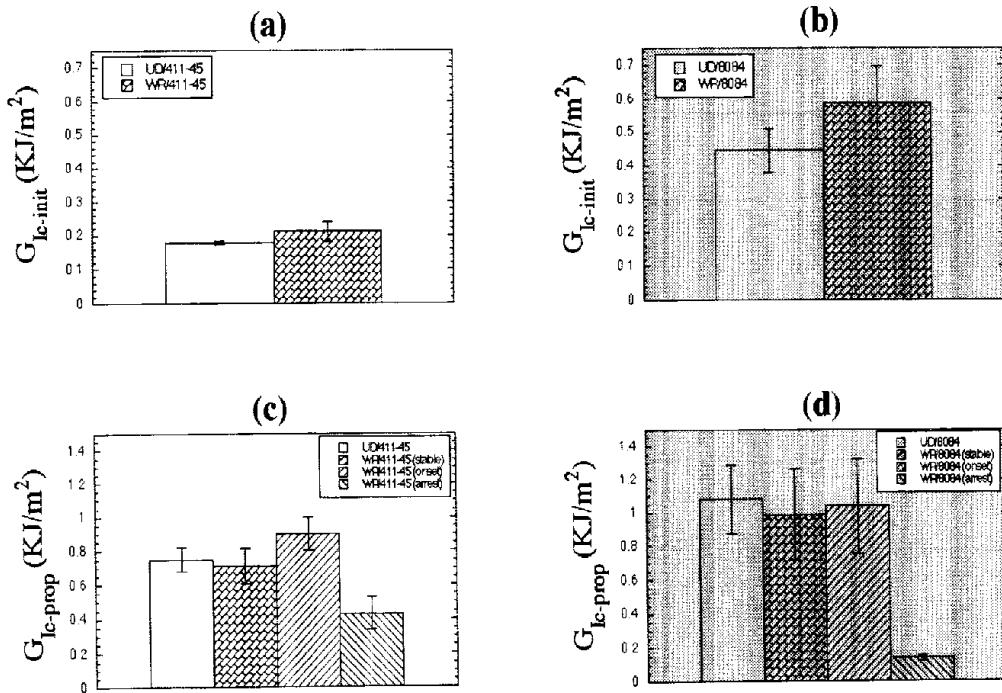 (a)
G_Ic-init (KJ/m²)
0.7
0.6
0.5
0.4
0.3
0.2
0.1
0
UD/411-45
WR/411-45
(b)
G_Ic-init (KJ/m²)
0.7
0.6
0.5
0.4
0.3
0.2
0.1
0
UD/8084
WR/8084
(c)
G_Ic-prop (KJ/m²)
1.4
1.2
1
0.8
0.6
0.4
0.2
0
UD/411-45
WR/411-45(stable)
WR/411-45(onset)
WR/411-45(arrest)
(d)
G_Ic-prop (KJ/m²)
1.4
1.2
1
0.8
0.6
0.4
0.2
0
UD/8084
WR/8084(stable)
WR/8084(onset)
WR/8084(arrest)